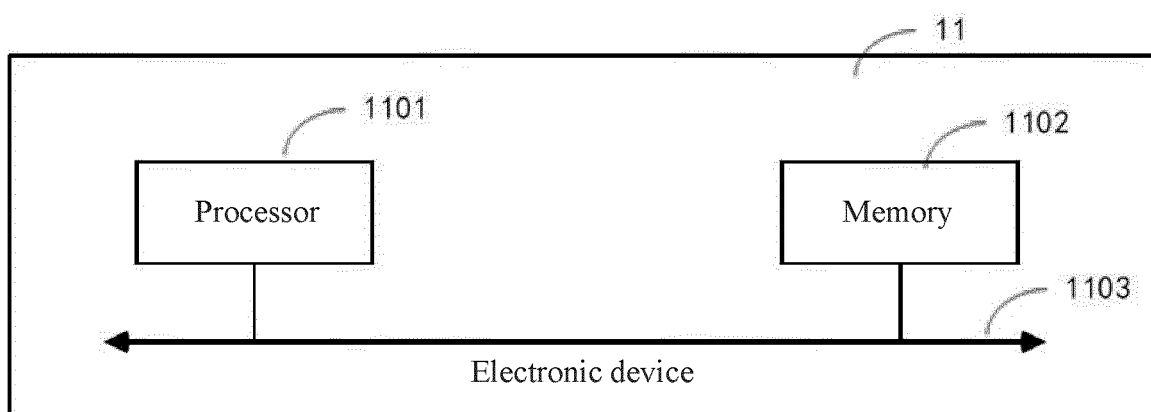 11
1101
1102
Processor
Memory
1103
Electronic device